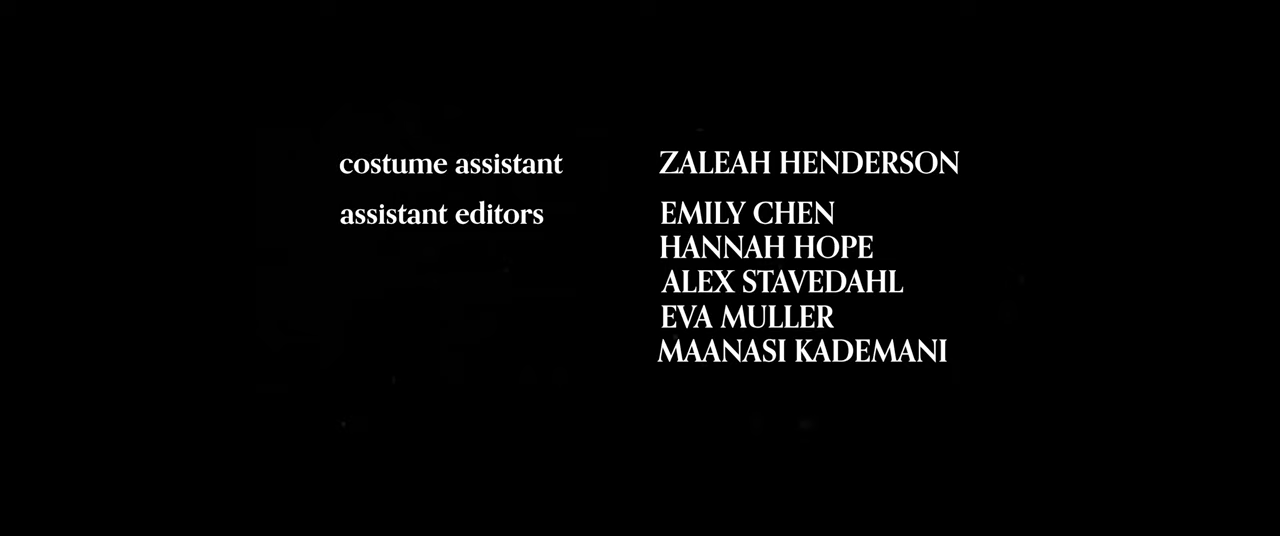 costume assistant ZALEAH HENDERSON
assistant editors EMILY CHEN
HANNAH HOPE
ALEX STAVEDAHL
EVA MULLER
MAANASI KADEMANI